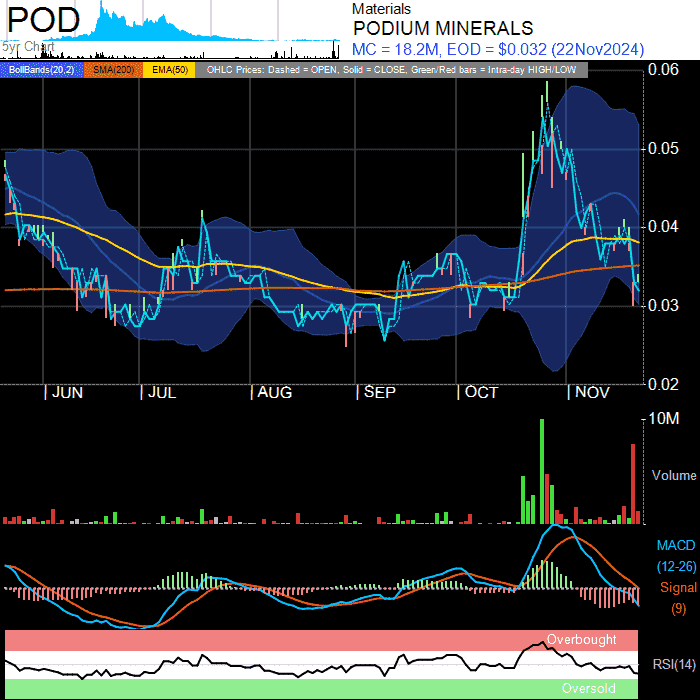 POD
5yr Chart
Materials
PODIUM MINERALS
MC = 18.2M, EOD = $0.032 (22Nov2024)
BollBands(20,2) SMA(200) EMA(50) OHLC Prices: Dashed = OPEN, Solid = CLOSE, Green/Red bars = Intra-day HIGH/LOW
0.06
0.05
0.04
0.03
0.02
JUN JUL AUG SEP OCT NOV
10M
Volume
MACD
(12-26)
Signal
(9)
Overbought
RSI(14)
Oversold